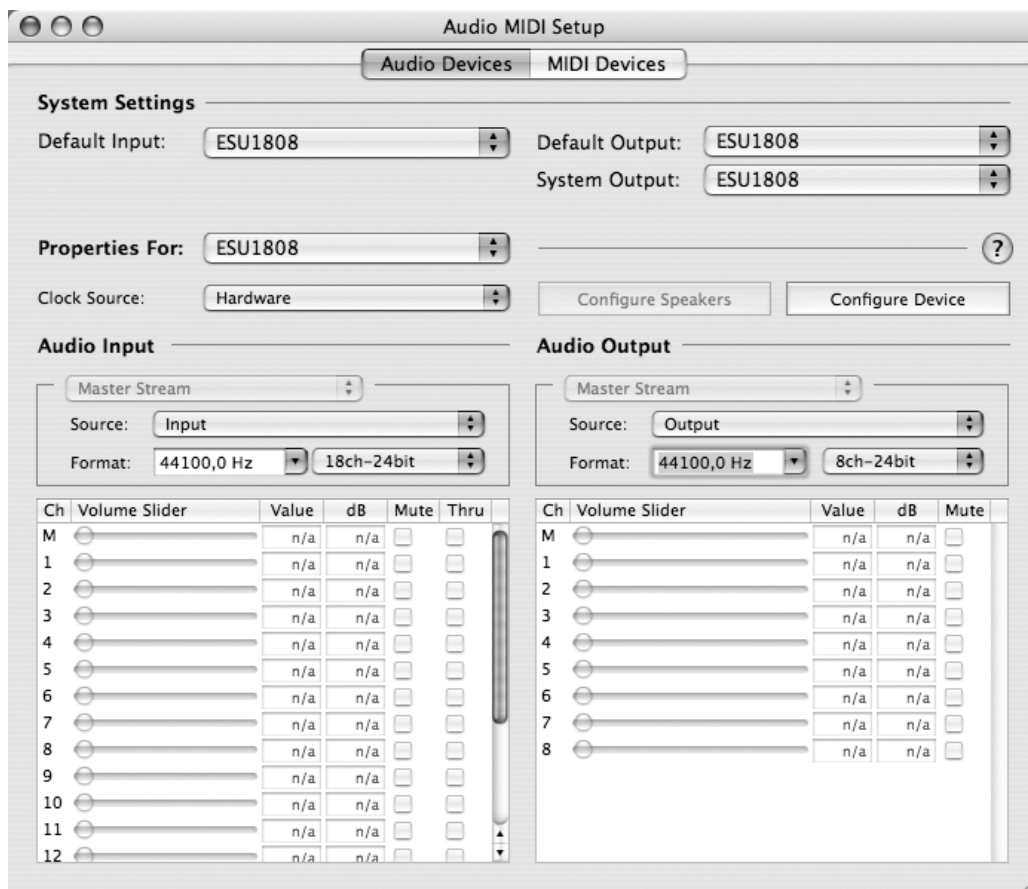 Audio MIDI Setup
Audio Devices MIDI Devices
System Settings
Default Input: ESU1808 Default Output: ESU1808
System Output: ESU1808
Properties For: ESU1808 ?
Clock Source: Hardware Configure Speakers Configure Device
Audio Input Audio Output
Master Stream Master Stream
Source: Input Source: Output
Format: 44100,0 Hz 18ch-24bit Format: 44100,0 Hz 8ch-24bit
Ch Volume Slider Value dB Mute Thru Ch Volume Slider Value dB Mute
M n/a n/a M n/a n/a
1 n/a n/a 1 n/a n/a
2 n/a n/a 2 n/a n/a
3 n/a n/a 3 n/a n/a
4 n/a n/a 4 n/a n/a
5 n/a n/a 5 n/a n/a
6 n/a n/a 6 n/a n/a
7 n/a n/a 7 n/a n/a
8 n/a n/a 8 n/a n/a
9 n/a n/a
10 n/a n/a
11 n/a n/a
12 n/a n/a